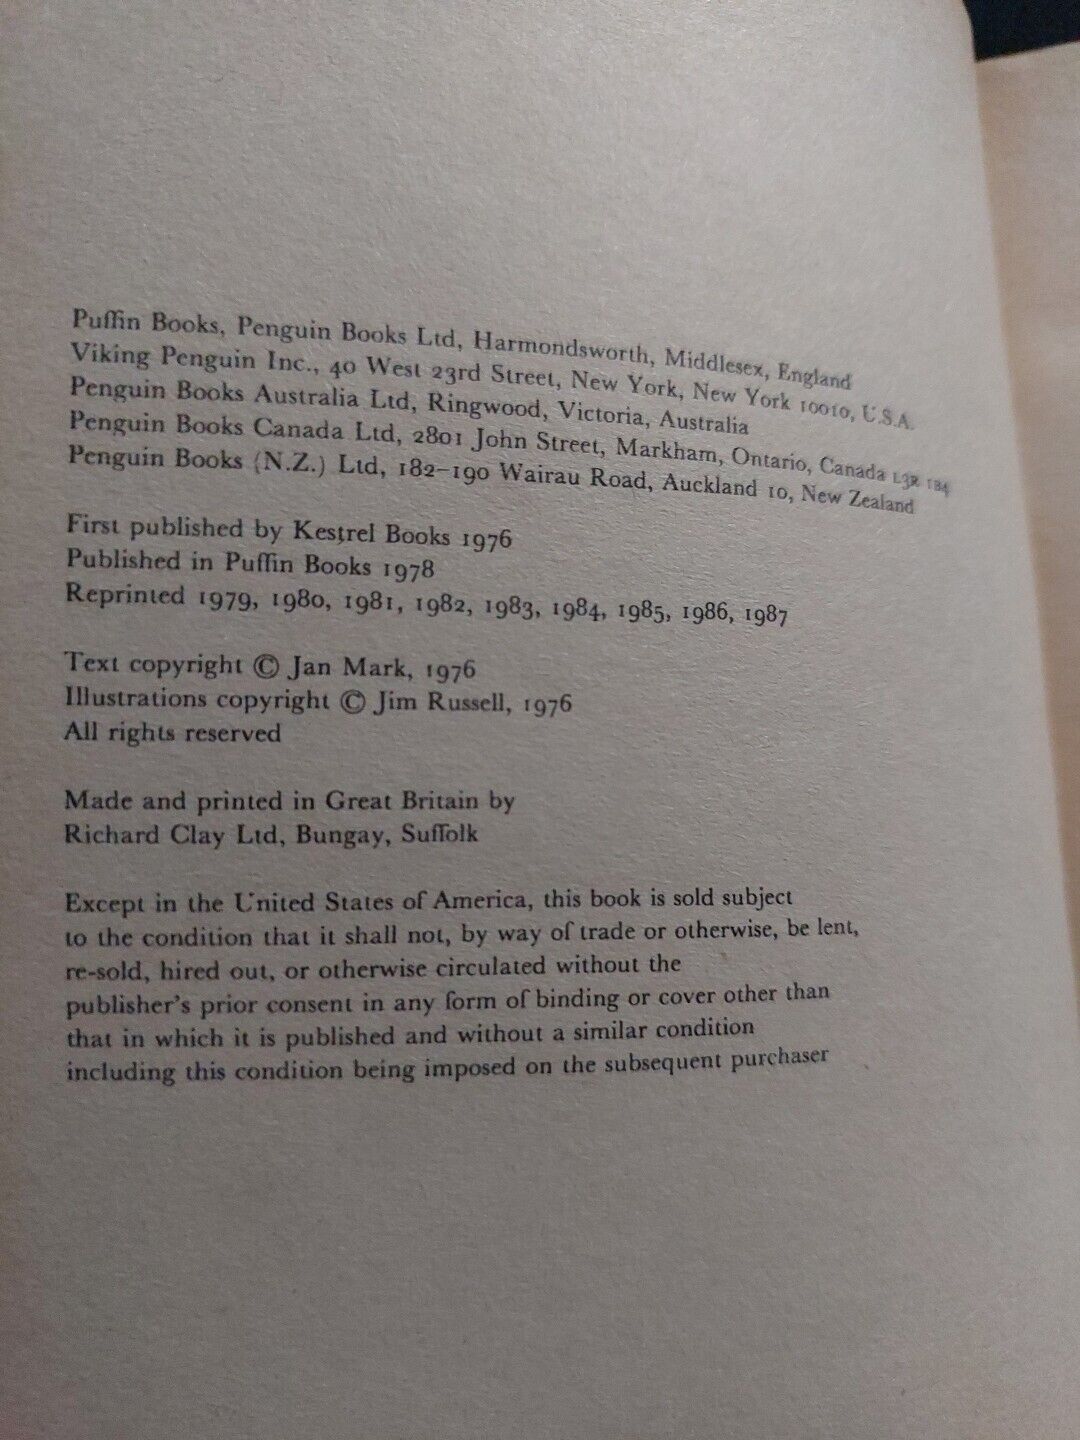 Puffin Books, Penguin Books Ltd, Harmondsworth, Middlesex, England
Viking Penguin Inc., 40 West 23rd Street, New York, New York 10010, U.S.A.
Penguin Books Australia Ltd, Ringwood, Victoria, Australia
Penguin Books Canada Ltd, 2801 John Street, Markham, Ontario, Canada L3R 1B4
Penguin Books (N.Z.) Ltd, 182–190 Wairau Road, Auckland 10, New Zealand
First published by Kestrel Books 1976
Published in Puffin Books 1978
Reprinted 1979, 1980, 1981, 1982, 1983, 1984, 1985, 1986, 1987
Text copyright © Jan Mark, 1976
Illustrations copyright © Jim Russell, 1976
All rights reserved
Made and printed in Great Britain by
Richard Clay Ltd, Bungay, Suffolk
Except in the United States of America, this book is sold subject
to the condition that it shall not, by way of trade or otherwise, be lent,
re-sold, hired out, or otherwise circulated without the
publisher's prior consent in any form of binding or cover other than
that in which it is published and without a similar condition
including this condition being imposed on the subsequent purchaser